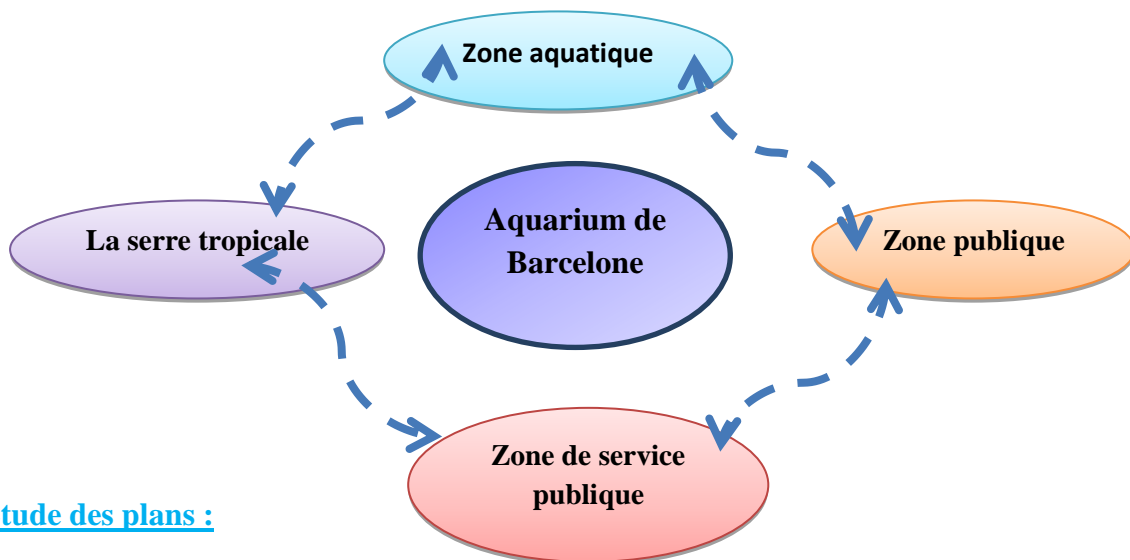 Zone aquatique
La serre tropicale
Aquarium de
Barcelone
Zone publique
Zone de service
publique
tude des plans :